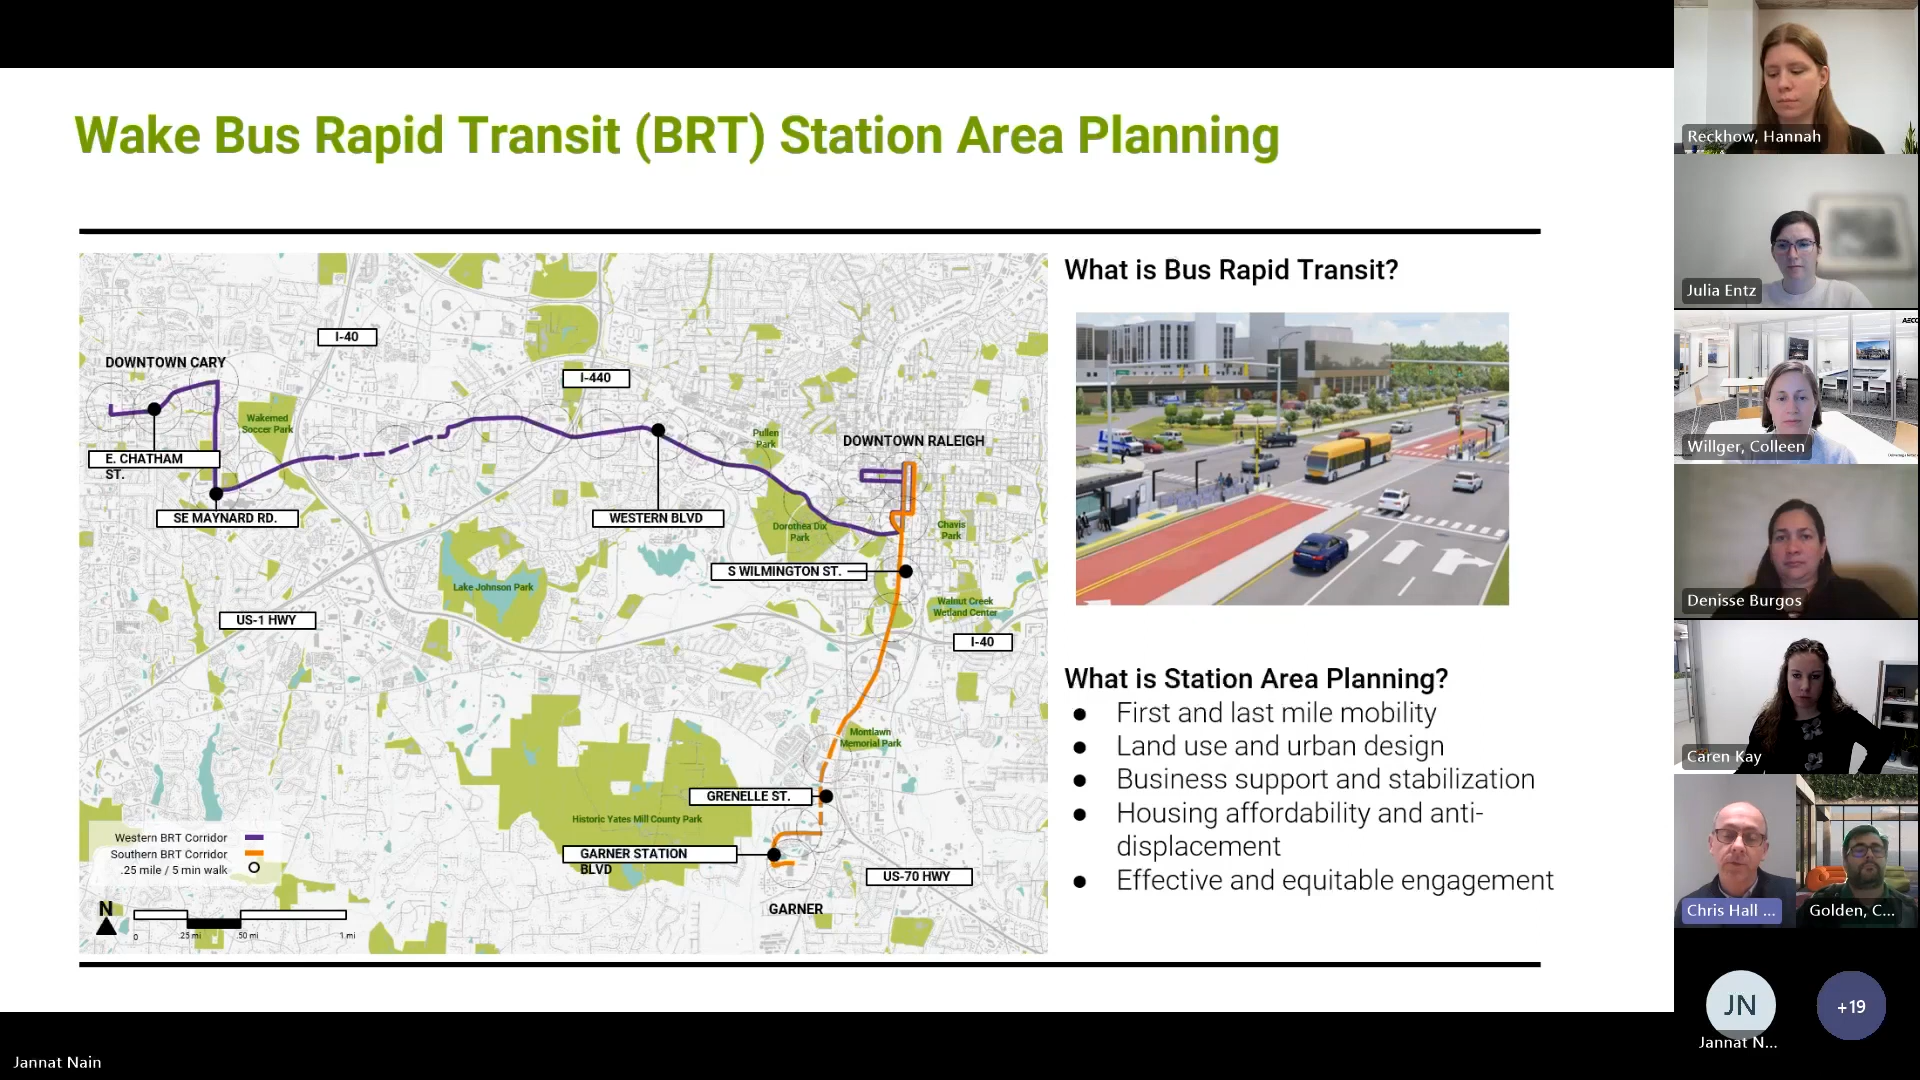 Wake Bus Rapid Transit (BRT) Station Area Planning
I-40
DOWNTOWN CARY
I-440
Wakemed
Soccer Park
Pullen
Park
DOWNTOWN RALEIGH
E. CHATHAM
ST.
SE MAYNARD RD.
WESTERN BLVD
Dorothea Dix
Park
Chavis
Park
S WILMINGTON ST.
Lake Johnson Park
Walnut Creek
Wetland Center
US-1 HWY
I-40
Montlawn
Memorial Park
GRENELLE ST.
Historic Yates Mill County Park
GARNER STATION
BLVD
US-70 HWY
GARNER
Western BRT Corridor
Southern BRT Corridor
.25 mile / 5 min walk
N
0 .25 mi .50 mi 1 mi
What is Bus Rapid Transit?
What is Station Area Planning?
● First and last mile mobility
● Land use and urban design
● Business support and stabilization
● Housing affordability and anti-
displacement
● Effective and equitable engagement
Reckhow, Hannah
Julia Entz
AECO
Willger, Colleen
Denisse Burgos
Caren Kay
Chris Hall ...
Golden, C...
JN
+19
Jannat N...
Jannat Nain